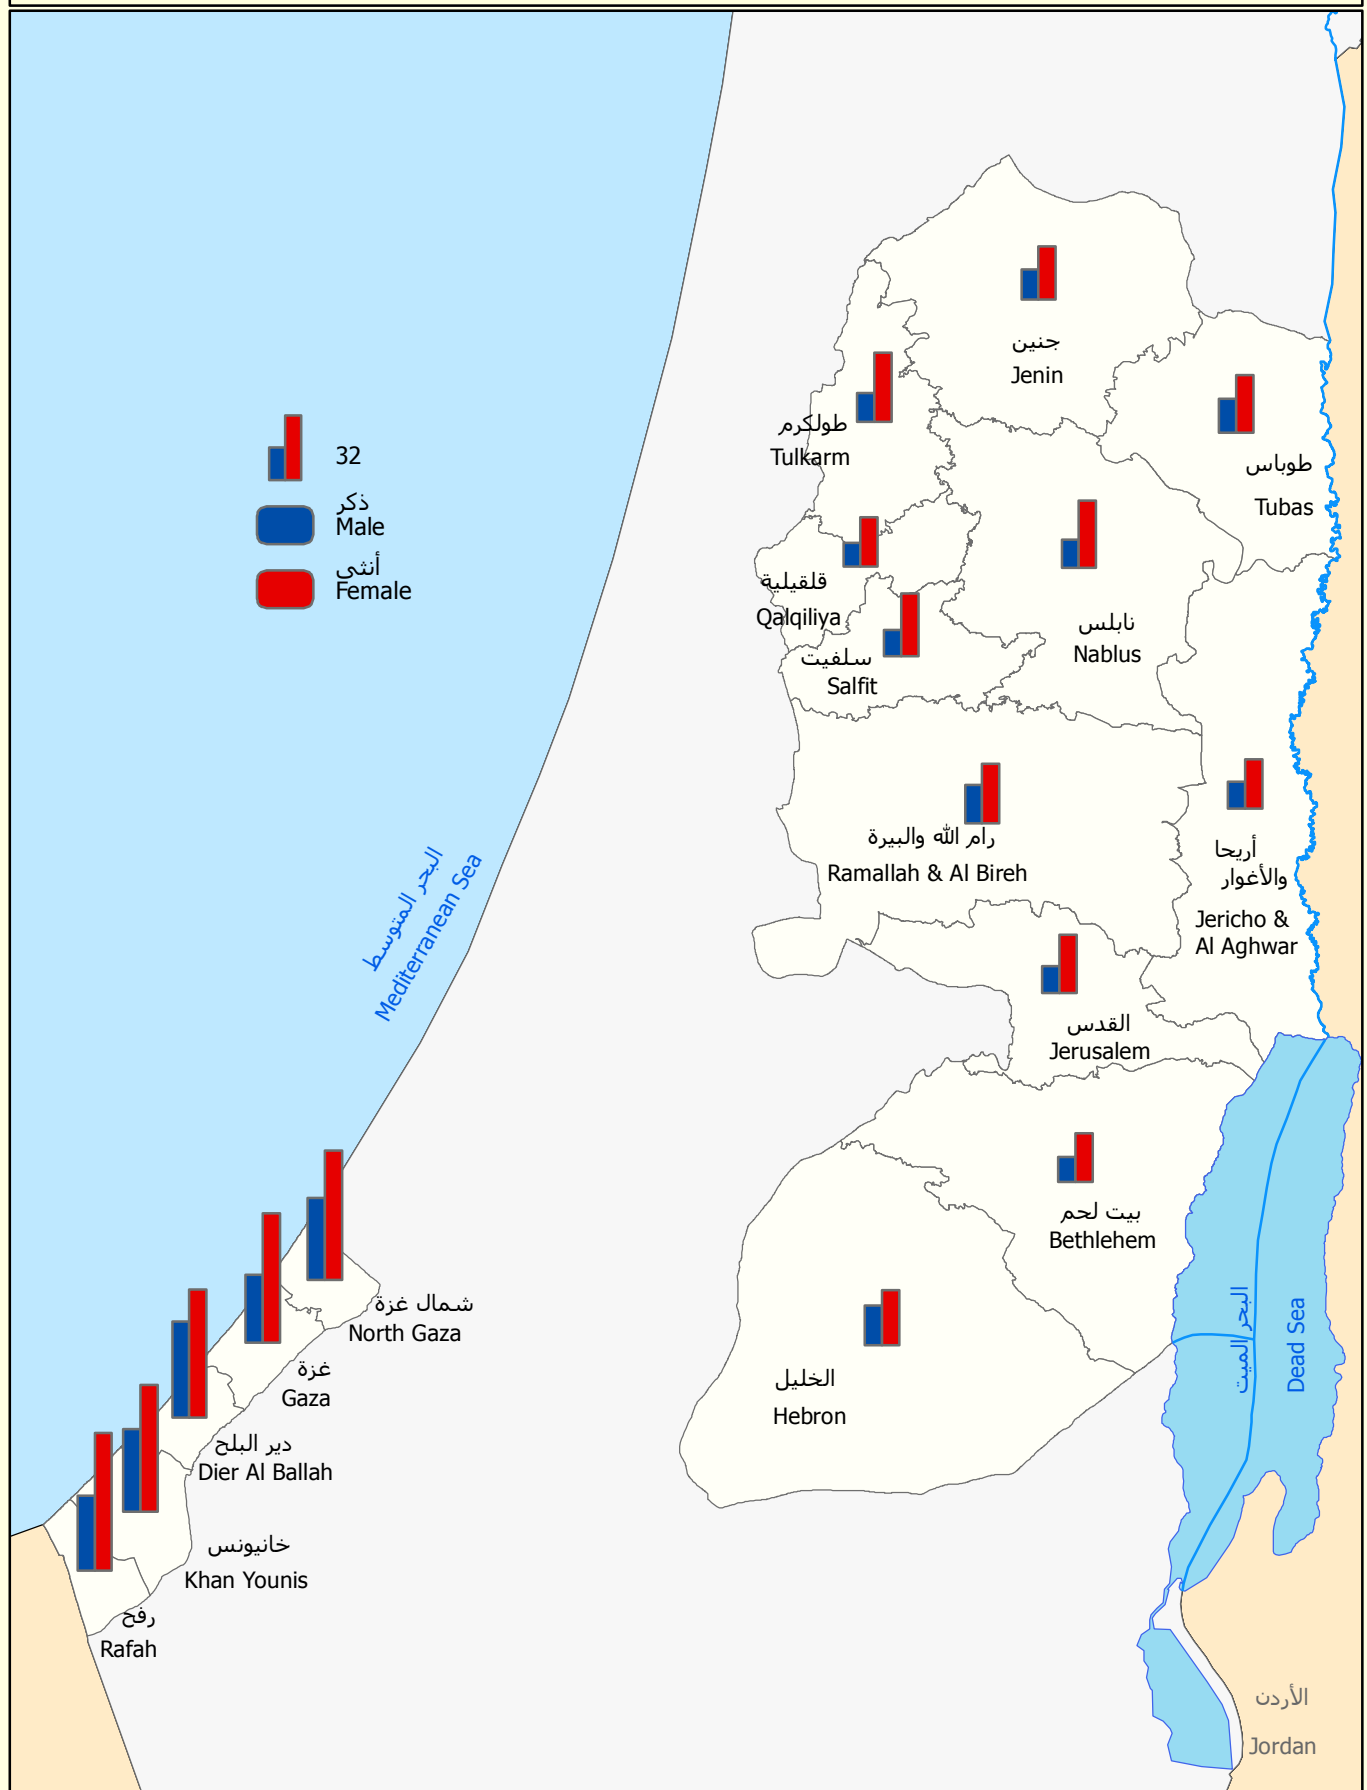 جنين
Jenin
طولكرم
Tulkarm
طوباس
Tubas
32
ذكر
Male
أنثى
Female
قلقيلية
Qalqiliya
نابلس
Nablus
سلفيت
Salfit
رام الله والبيرة
Ramallah & Al Bireh
أريحا
والأغوار
Jericho &
Al Aghwar
البحر المتوسط
Mediterranean Sea
القدس
Jerusalem
بيت لحم
Bethlehem
البحر الميت
Dead Sea
شمال غزة
North Gaza
غزة
Gaza
الخليل
Hebron
دير البلح
Dier Al Ballah
خانيونس
Khan Younis
رفح
Rafah
الأردن
Jordan